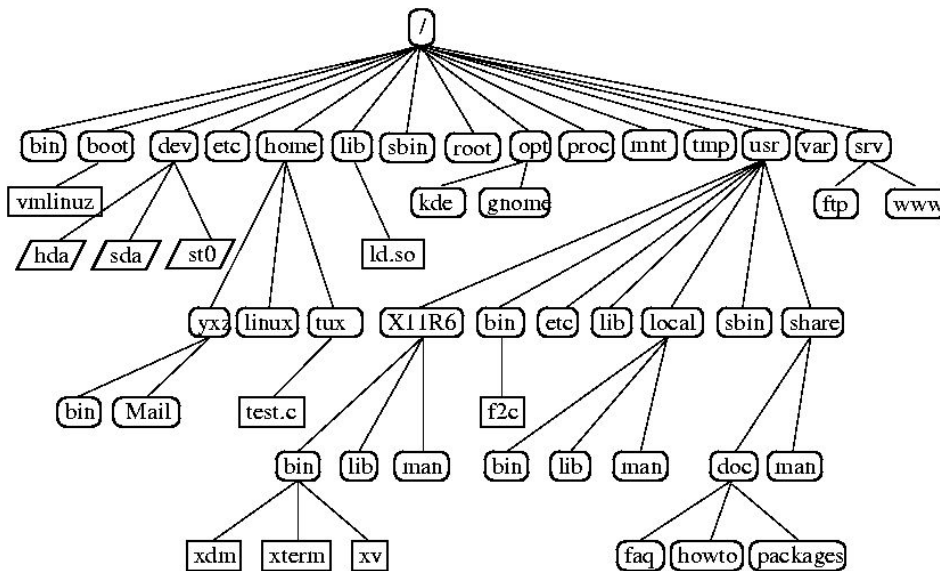 /
bin boot dev etc home lib sbin root opt proc mnt tmp usr var srv
vmlinuz kde gnome ftp www
hda sda st0 ld.so
yxz linux tux X11R6 bin etc lib local sbin share
bin Mail test.c f2c
bin lib man bin lib man doc man
xdm xterm xv faq howto packages